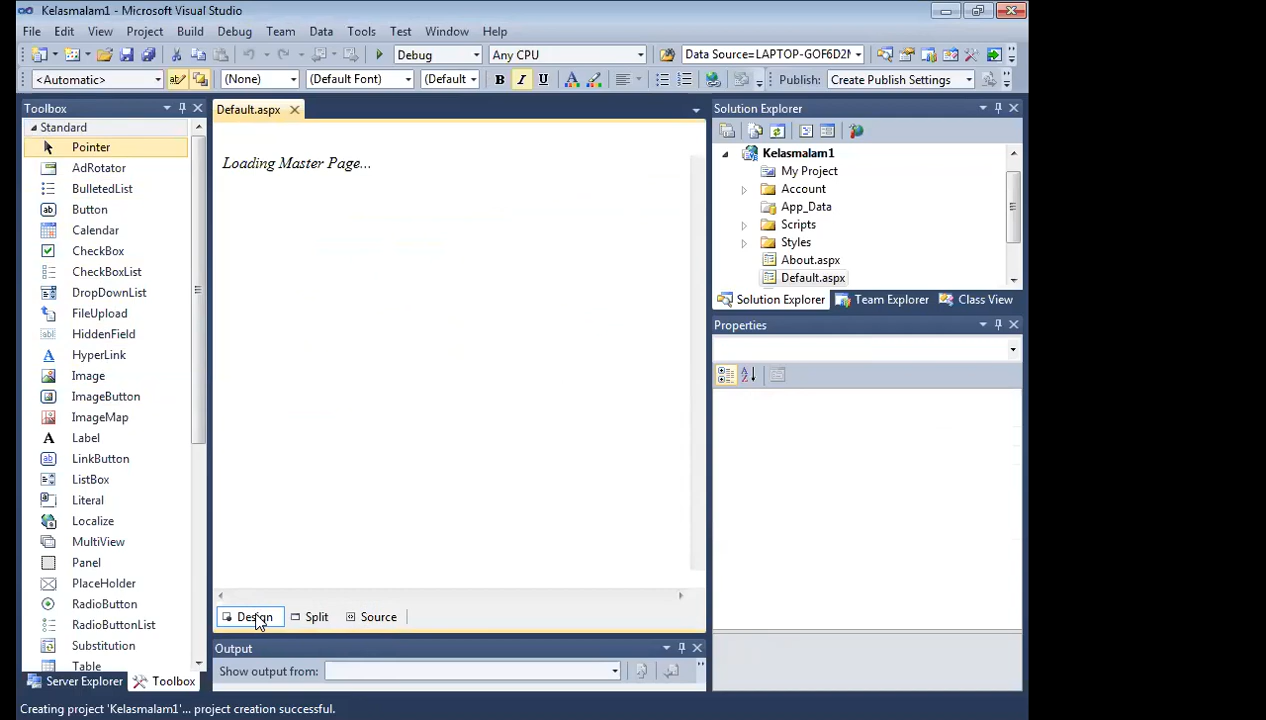 Kelasmalam1 - Microsoft Visual Studio
File Edit View Project Build Debug Team Data Tools Test Window Help
Debug Any CPU Data Source=LAPTOP-GOF6D2N
<Automatic> (None) (Default Font) (Default B I U A Publish: Create Publish Settings
Toolbox
Standard
Pointer
AdRotator
BulletedList
Button
Calendar
CheckBox
CheckBoxList
DropDownList
FileUpload
HiddenField
HyperLink
Image
ImageButton
ImageMap
Label
LinkButton
ListBox
Literal
Localize
MultiView
Panel
PlaceHolder
RadioButton
RadioButtonList
Substitution
Table
Server Explorer Toolbox
Default.aspx
Loading Master Page...
Design Split Source
Output
Show output from:
Solution Explorer
Kelasmalam1
My Project
Account
App_Data
Scripts
Styles
About.aspx
Default.aspx
Solution Explorer Team Explorer Class View
Properties
Creating project 'Kelasmalam1'... project creation successful.